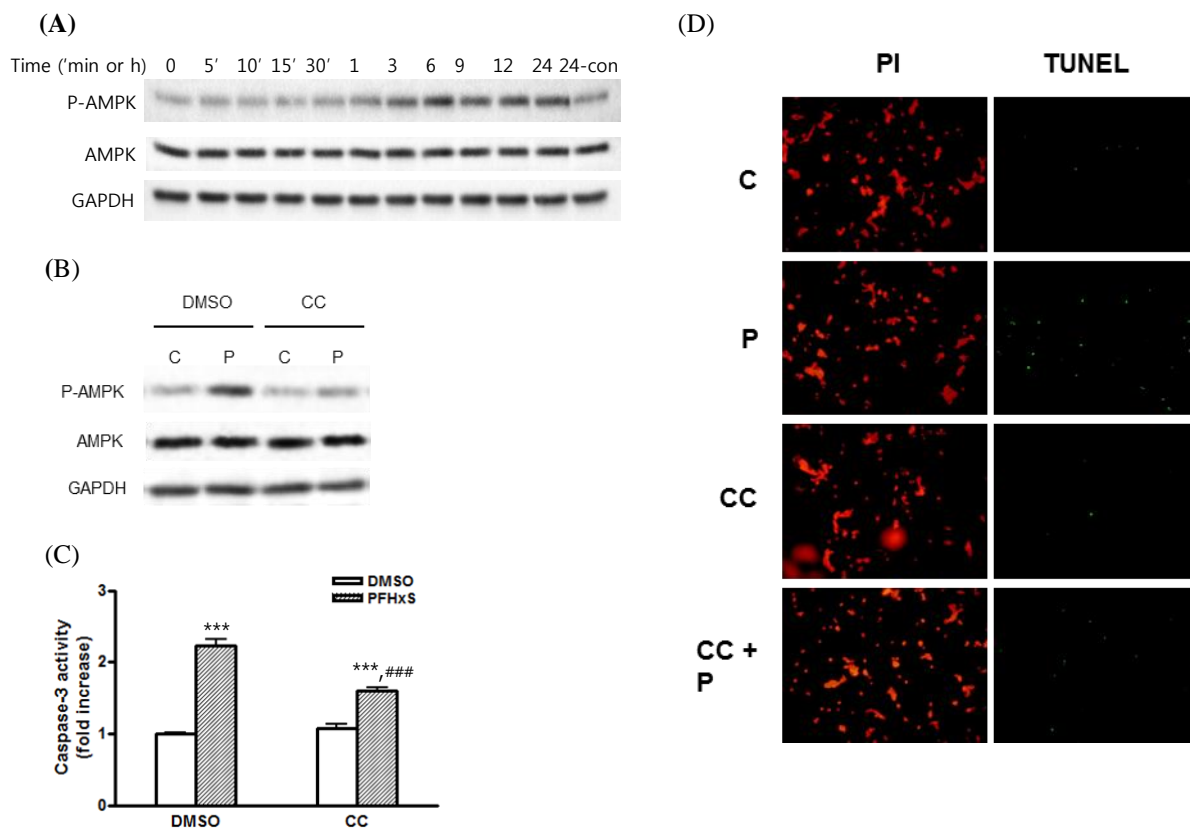 (A)
Time ('min or h) 0 5' 10' 15' 30' 1 3 6 9 12 24 24-con
P-AMPK
AMPK
GAPDH
(B)
DMSO CC
C P C P
P-AMPK
AMPK
GAPDH
(C)
Caspase-3 activity
(fold increase)
3
2
1
0
DMSO
PFHxS
***
***,###
DMSO CC
(D)
PI TUNEL
C
P
CC
CC +
P